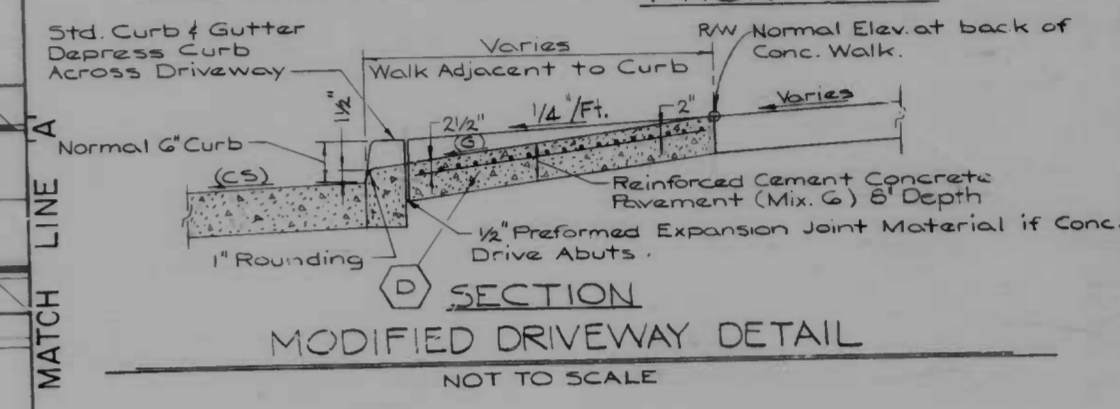 Std. Curb & Gutter
Depress Curb
Across Driveway
Varies
Walk Adjacent to Curb
R/W
Normal Elev. at back of
Conc. Walk.
1½"
2½"
(G)
1/4"/Ft.
2"
Varies
Normal 6" Curb
(CS)
Reinforced Cement Concrete
Pavement (Mix. G) 8" Depth
½" Preformed Expansion Joint Material if Conc.
Drive Abuts.
1" Rounding
D
SECTION
MODIFIED DRIVEWAY DETAIL
NOT TO SCALE
MATCH LINE A